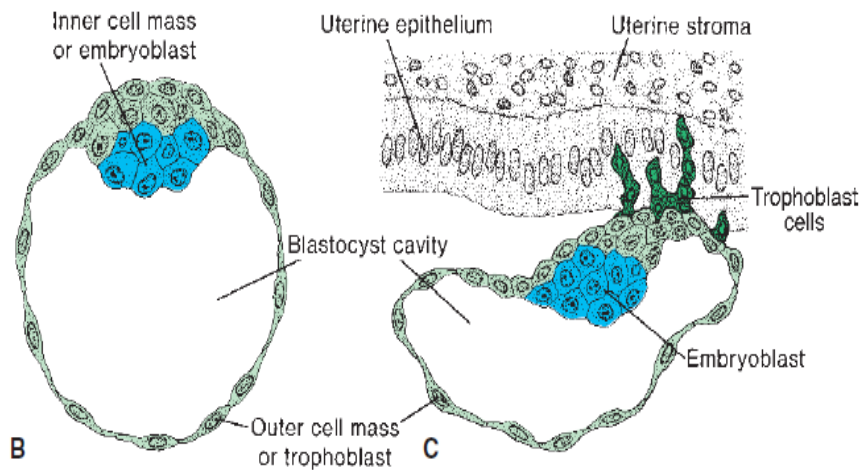 Inner cell mass
or embryoblast
Uterine epithelium
Uterine stroma
Trophoblast
cells
Blastocyst cavity
Embryoblast
Outer cell mass
or trophoblast
B
C